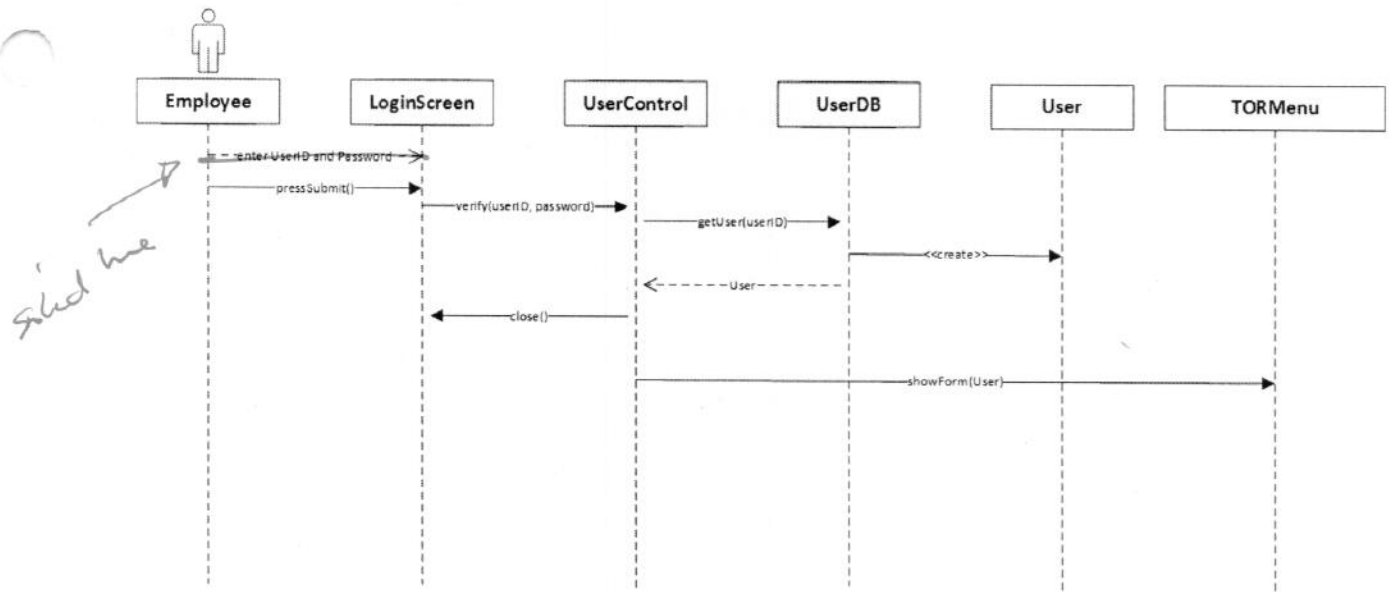 Employee
LoginScreen
UserControl
UserDB
User
TORMenu
enter UserID and Password
pressSubmit()
verify(userID, password)
getUser(userID)
<<create>>
User
close()
showForm(User)
solid line